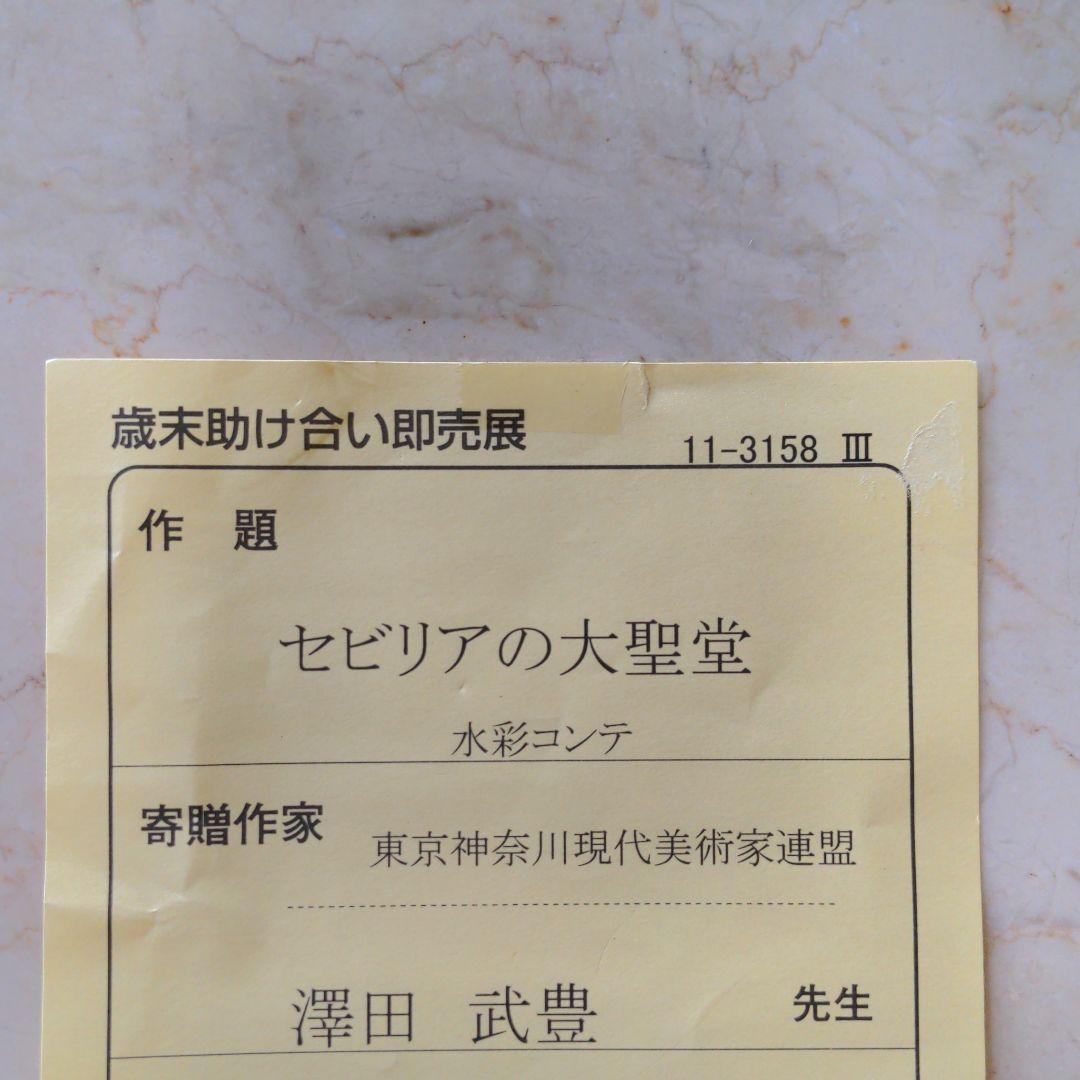 歳末助け合い即売展
11-3158 Ⅲ
作 題
セビリアの大聖堂
水彩コンテ
寄贈作家
東京神奈川現代美術家連盟
澤田 武豊 先生